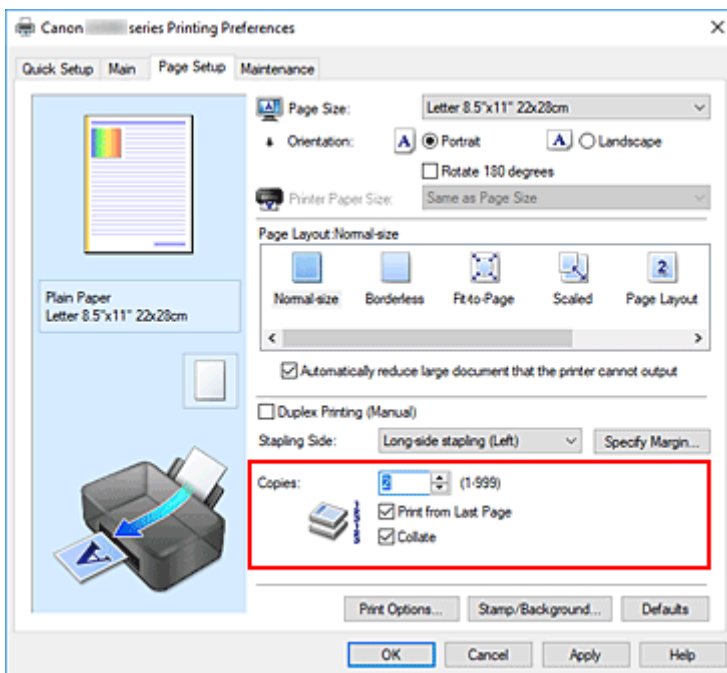 Canon series Printing Preferences
Quick Setup Main Page Setup Maintenance
Page Size: Letter 8.5"x11" 22x28cm
Orientation: A Portrait A Landscape
Rotate 180 degrees
Printer Paper Size: Same as Page Size
Page Layout:Normal-size
Normal-size Borderless Fit-to-Page Scaled Page Layout
Automatically reduce large document that the printer cannot output
Plain Paper
Letter 8.5"x11" 22x28cm
Duplex Printing (Manual)
Stapling Side: Long-side stapling (Left) Specify Margin...
Copies: 2 (1-999)
Print from Last Page
Collate
Print Options... Stamp/Background... Defaults
OK Cancel Apply Help